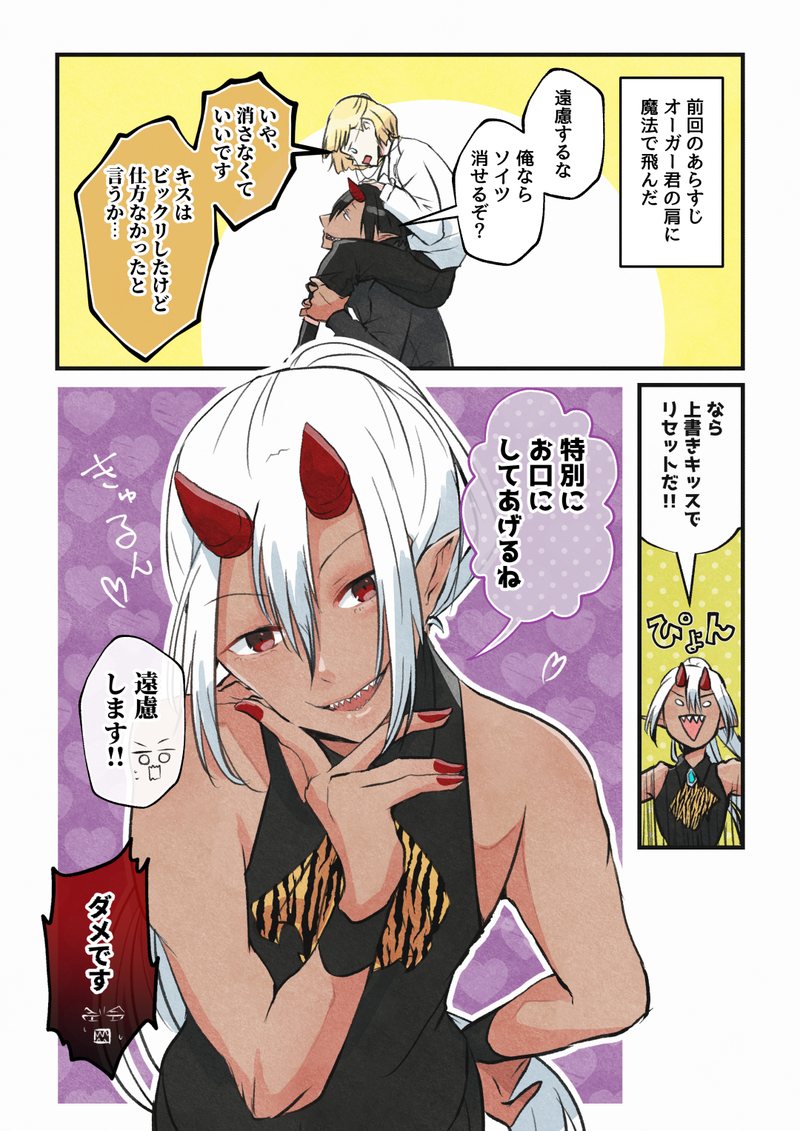 前回のあらすじ
オーガー君の肩に
魔法で飛んだ
遠慮するな
俺なら
ソイツ
消せるぞ？
いや、
消さなくて
いいです
キスは
ビックリしたけど
仕方なかったと
言うか…
なら
上書きキッスで
リセットだ!!
ぴょん
特別に
お口に
してあげるね
きゅるん♡
遠慮
します!!
ダメです